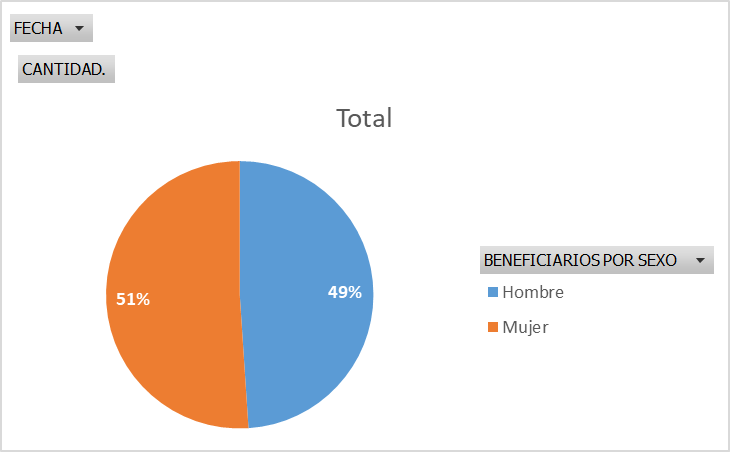 FECHA
CANTIDAD.
Total
51%
49%
BENEFICIARIOS POR SEXO
Hombre
Mujer